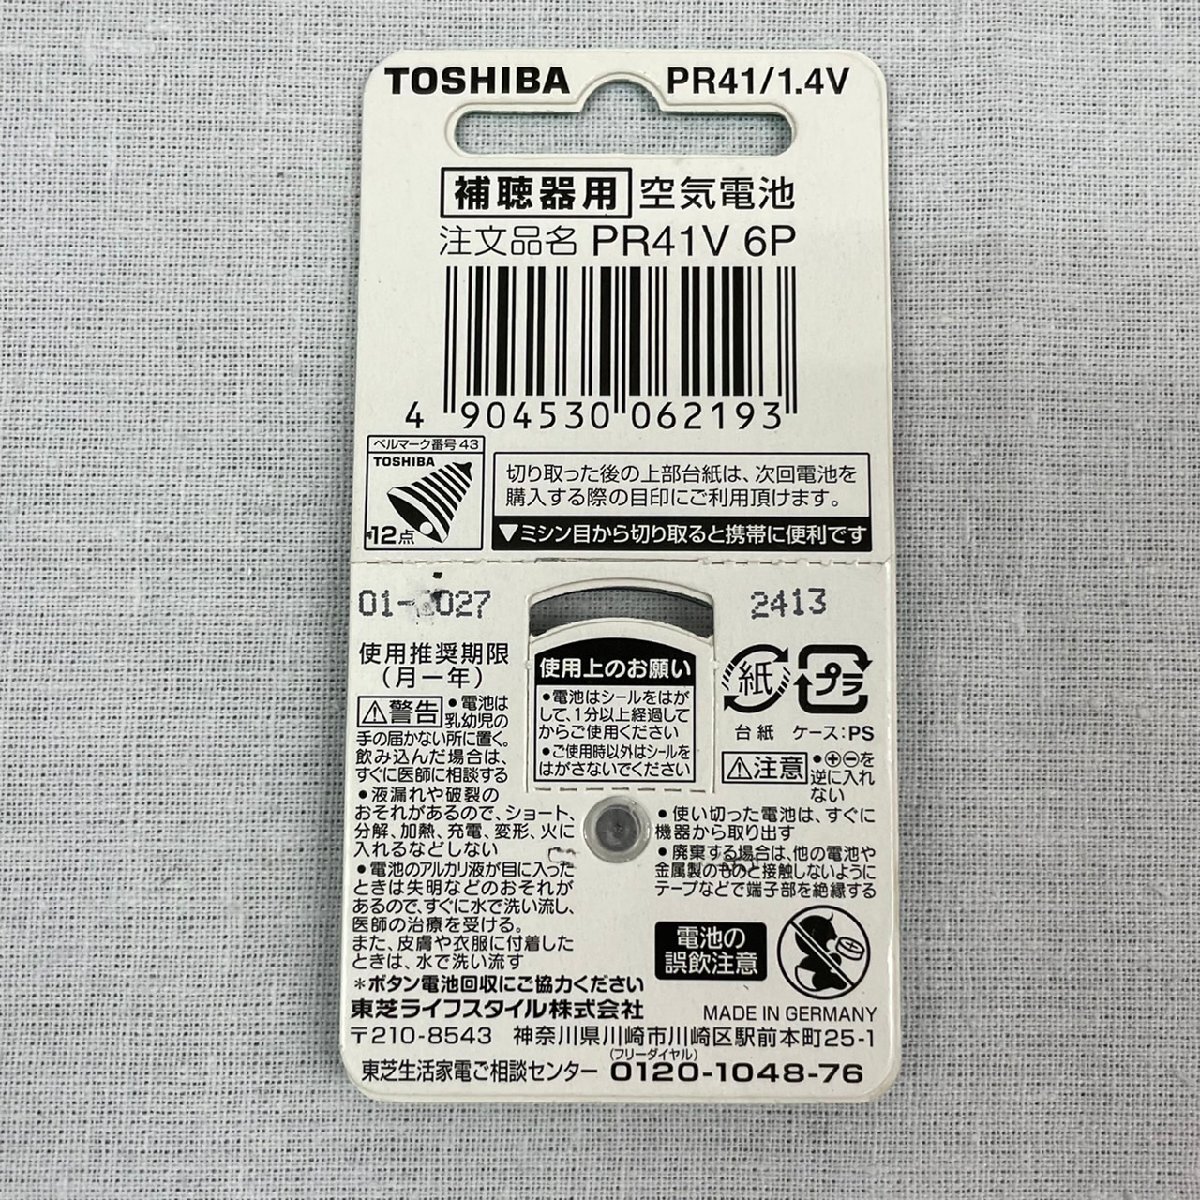 TOSHIBA PR41/1.4V
補聴器用 空気電池
注文品名 PR41V 6P
4 904530 062193
ベルマーク番号 43
TOSHIBA
12点
切り取った後の上部台紙は、次回電池を
購入する際の目印にご利用頂けます。
▼ミシン目から切り取ると携帯に便利です
2413
使用推奨期限
(月ー年)
⚠警告 •電池は
乳幼児の
手の届かない所に置く。
飲み込んだ場合は、
すぐに医師に相談する
•液漏れや破裂の
おそれがあるので、ショート、
分解、加熱、充電、変形、火に
入れるなどしない
•電池のアルカリ液が目に入った
ときは失明などのおそれが
あるので、すぐに水で洗い流し、
医師の治療を受ける。
また、皮膚や衣服に付着した
ときは、水で洗い流す
使用上のお願い
•電池はシールをはが
して、1分以上経過して
からご使用ください
•ご使用時以外はシールを
はがさないでください
紙 プラ
台紙 ケース:PS
⚠注意 •⊕⊖を
逆に入れ
ない
•使い切った電池は、すぐに
機器から取り出す
•廃棄する場合は、他の電池や
金属製のものと接触しないように
テープなどで端子部を絶縁する
電池の
誤飲注意
*ボタン電池回収にご協力ください
東芝ライフスタイル株式会社 MADE IN GERMANY
〒210-8543 神奈川県川崎市川崎区駅前本町25-1
(フリーダイヤル)
東芝生活家電ご相談センター 0120-1048-76